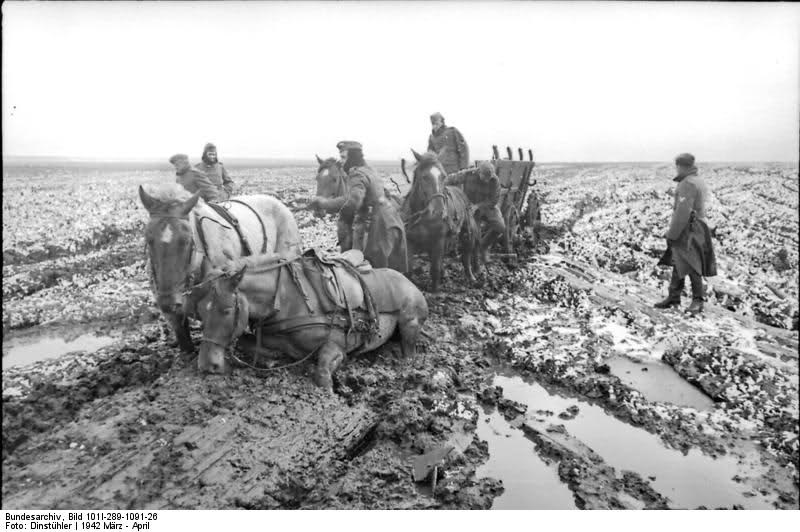 Bundesarchiv, Bild 101I-289-1091-26
Foto: Dinstühler | 1942 März - April